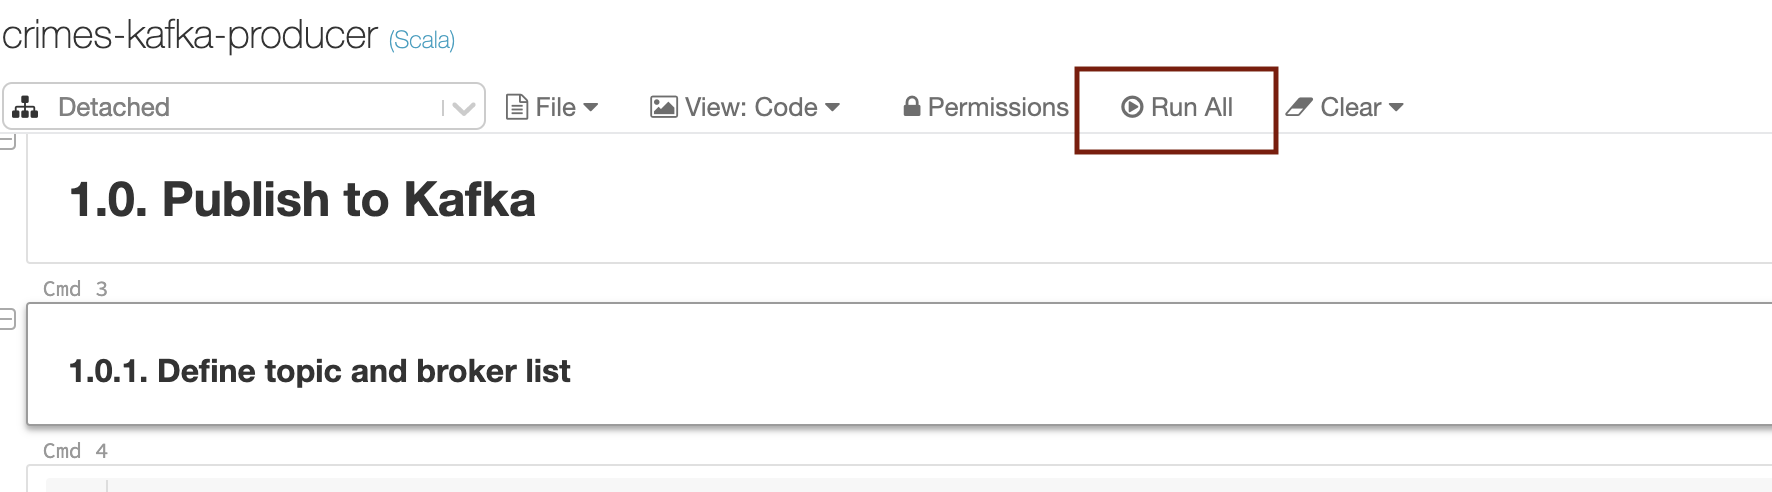 crimes-kafka-producer (Scala)
Detached File View: Code Permissions Run All Clear
1.0. Publish to Kafka
Cmd 3
1.0.1. Define topic and broker list
Cmd 4